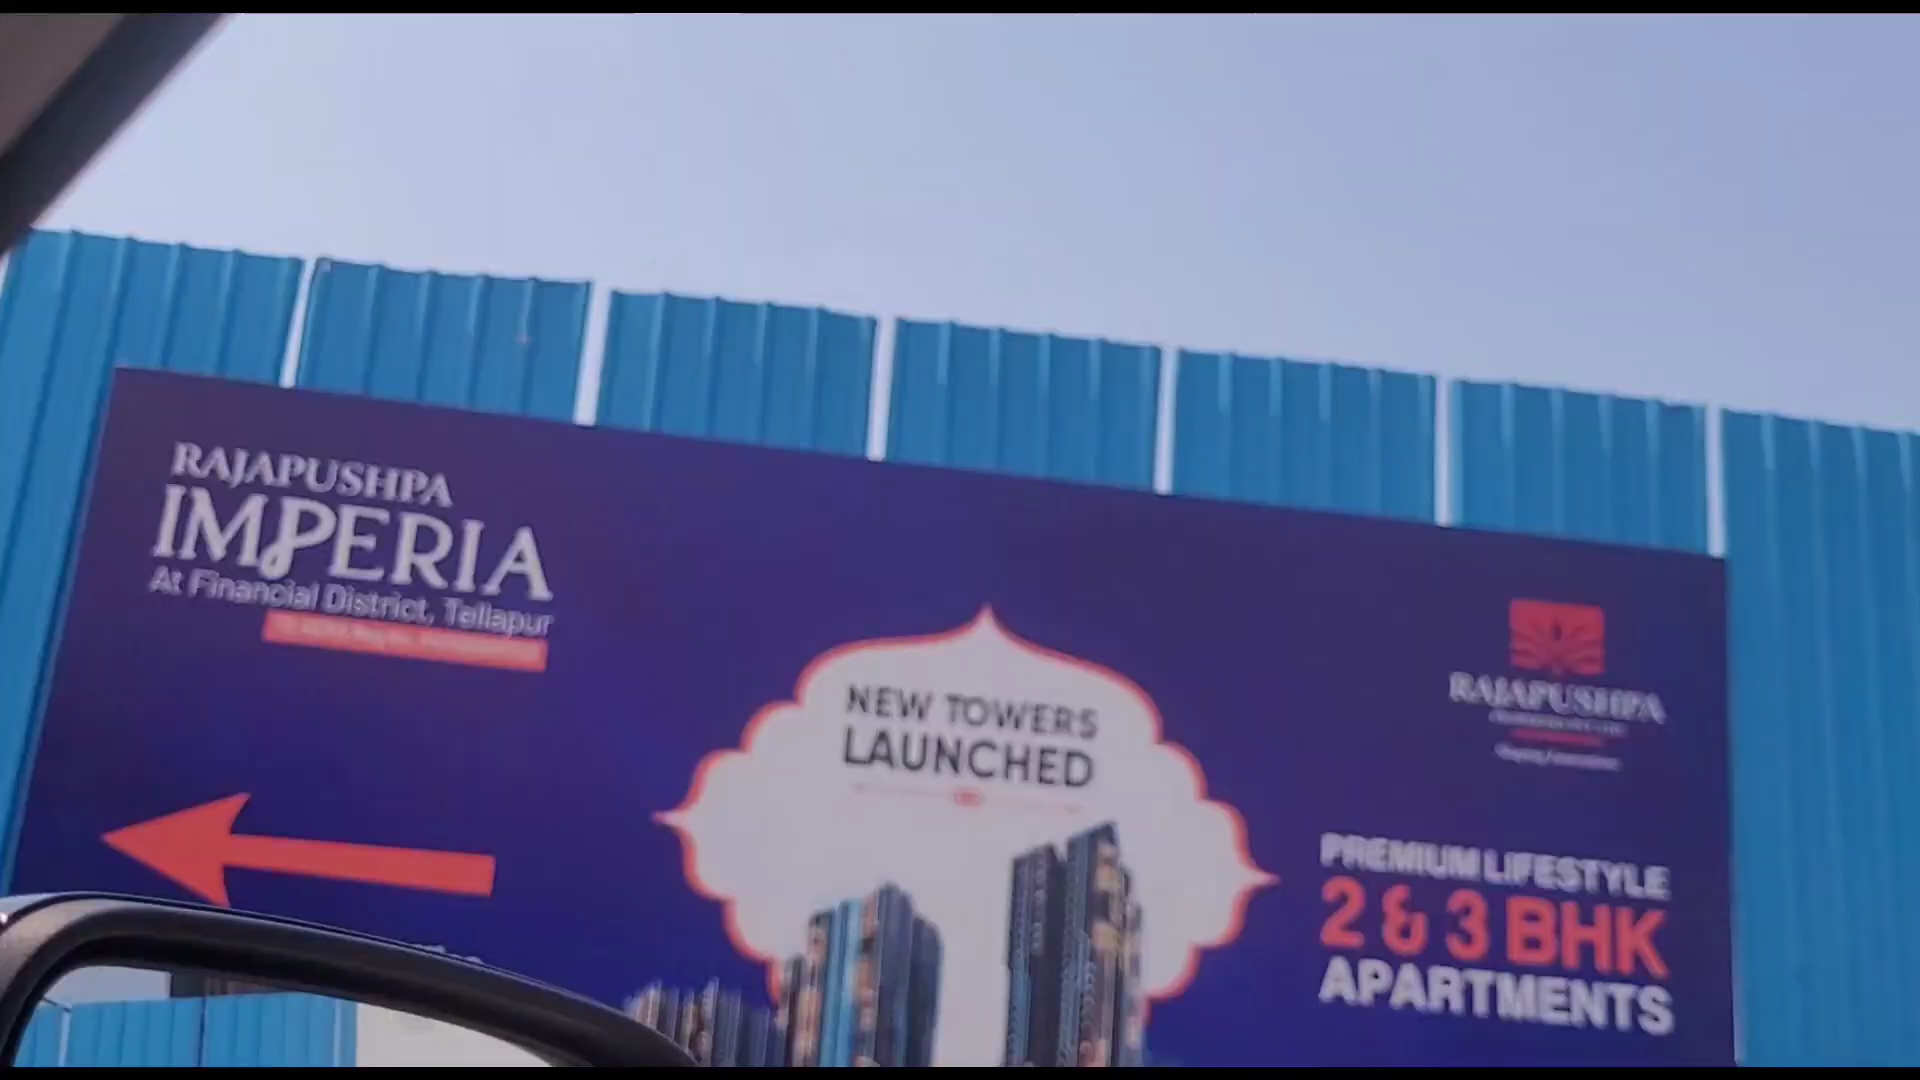 RAJAPUSHPA
IMPERIA
At Financial District, Tellapur
NEW TOWERS
LAUNCHED
RAJAPUSHPA
PREMIUM LIFESTYLE
2 & 3 BHK
APARTMENTS